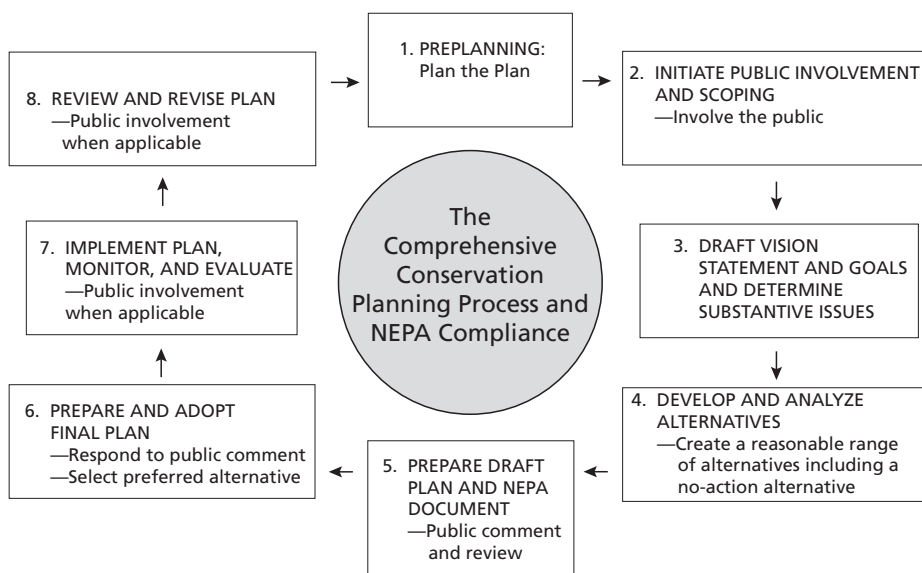 1. PREPLANNING:
Plan the Plan
2. INITIATE PUBLIC INVOLVEMENT
AND SCOPING
—Involve the public
3. DRAFT VISION
STATEMENT AND GOALS
AND DETERMINE
SUBSTANTIVE ISSUES
4. DEVELOP AND ANALYZE
ALTERNATIVES
—Create a reasonable range
of alternatives including a
no-action alternative
5. PREPARE DRAFT
PLAN AND NEPA
DOCUMENT
—Public comment
and review
6. PREPARE AND ADOPT
FINAL PLAN
—Respond to public comment
—Select preferred alternative
7. IMPLEMENT PLAN,
MONITOR, AND EVALUATE
—Public involvement
when applicable
8. REVIEW AND REVISE PLAN
—Public involvement
when applicable
The
Comprehensive
Conservation
Planning Process and
NEPA Compliance